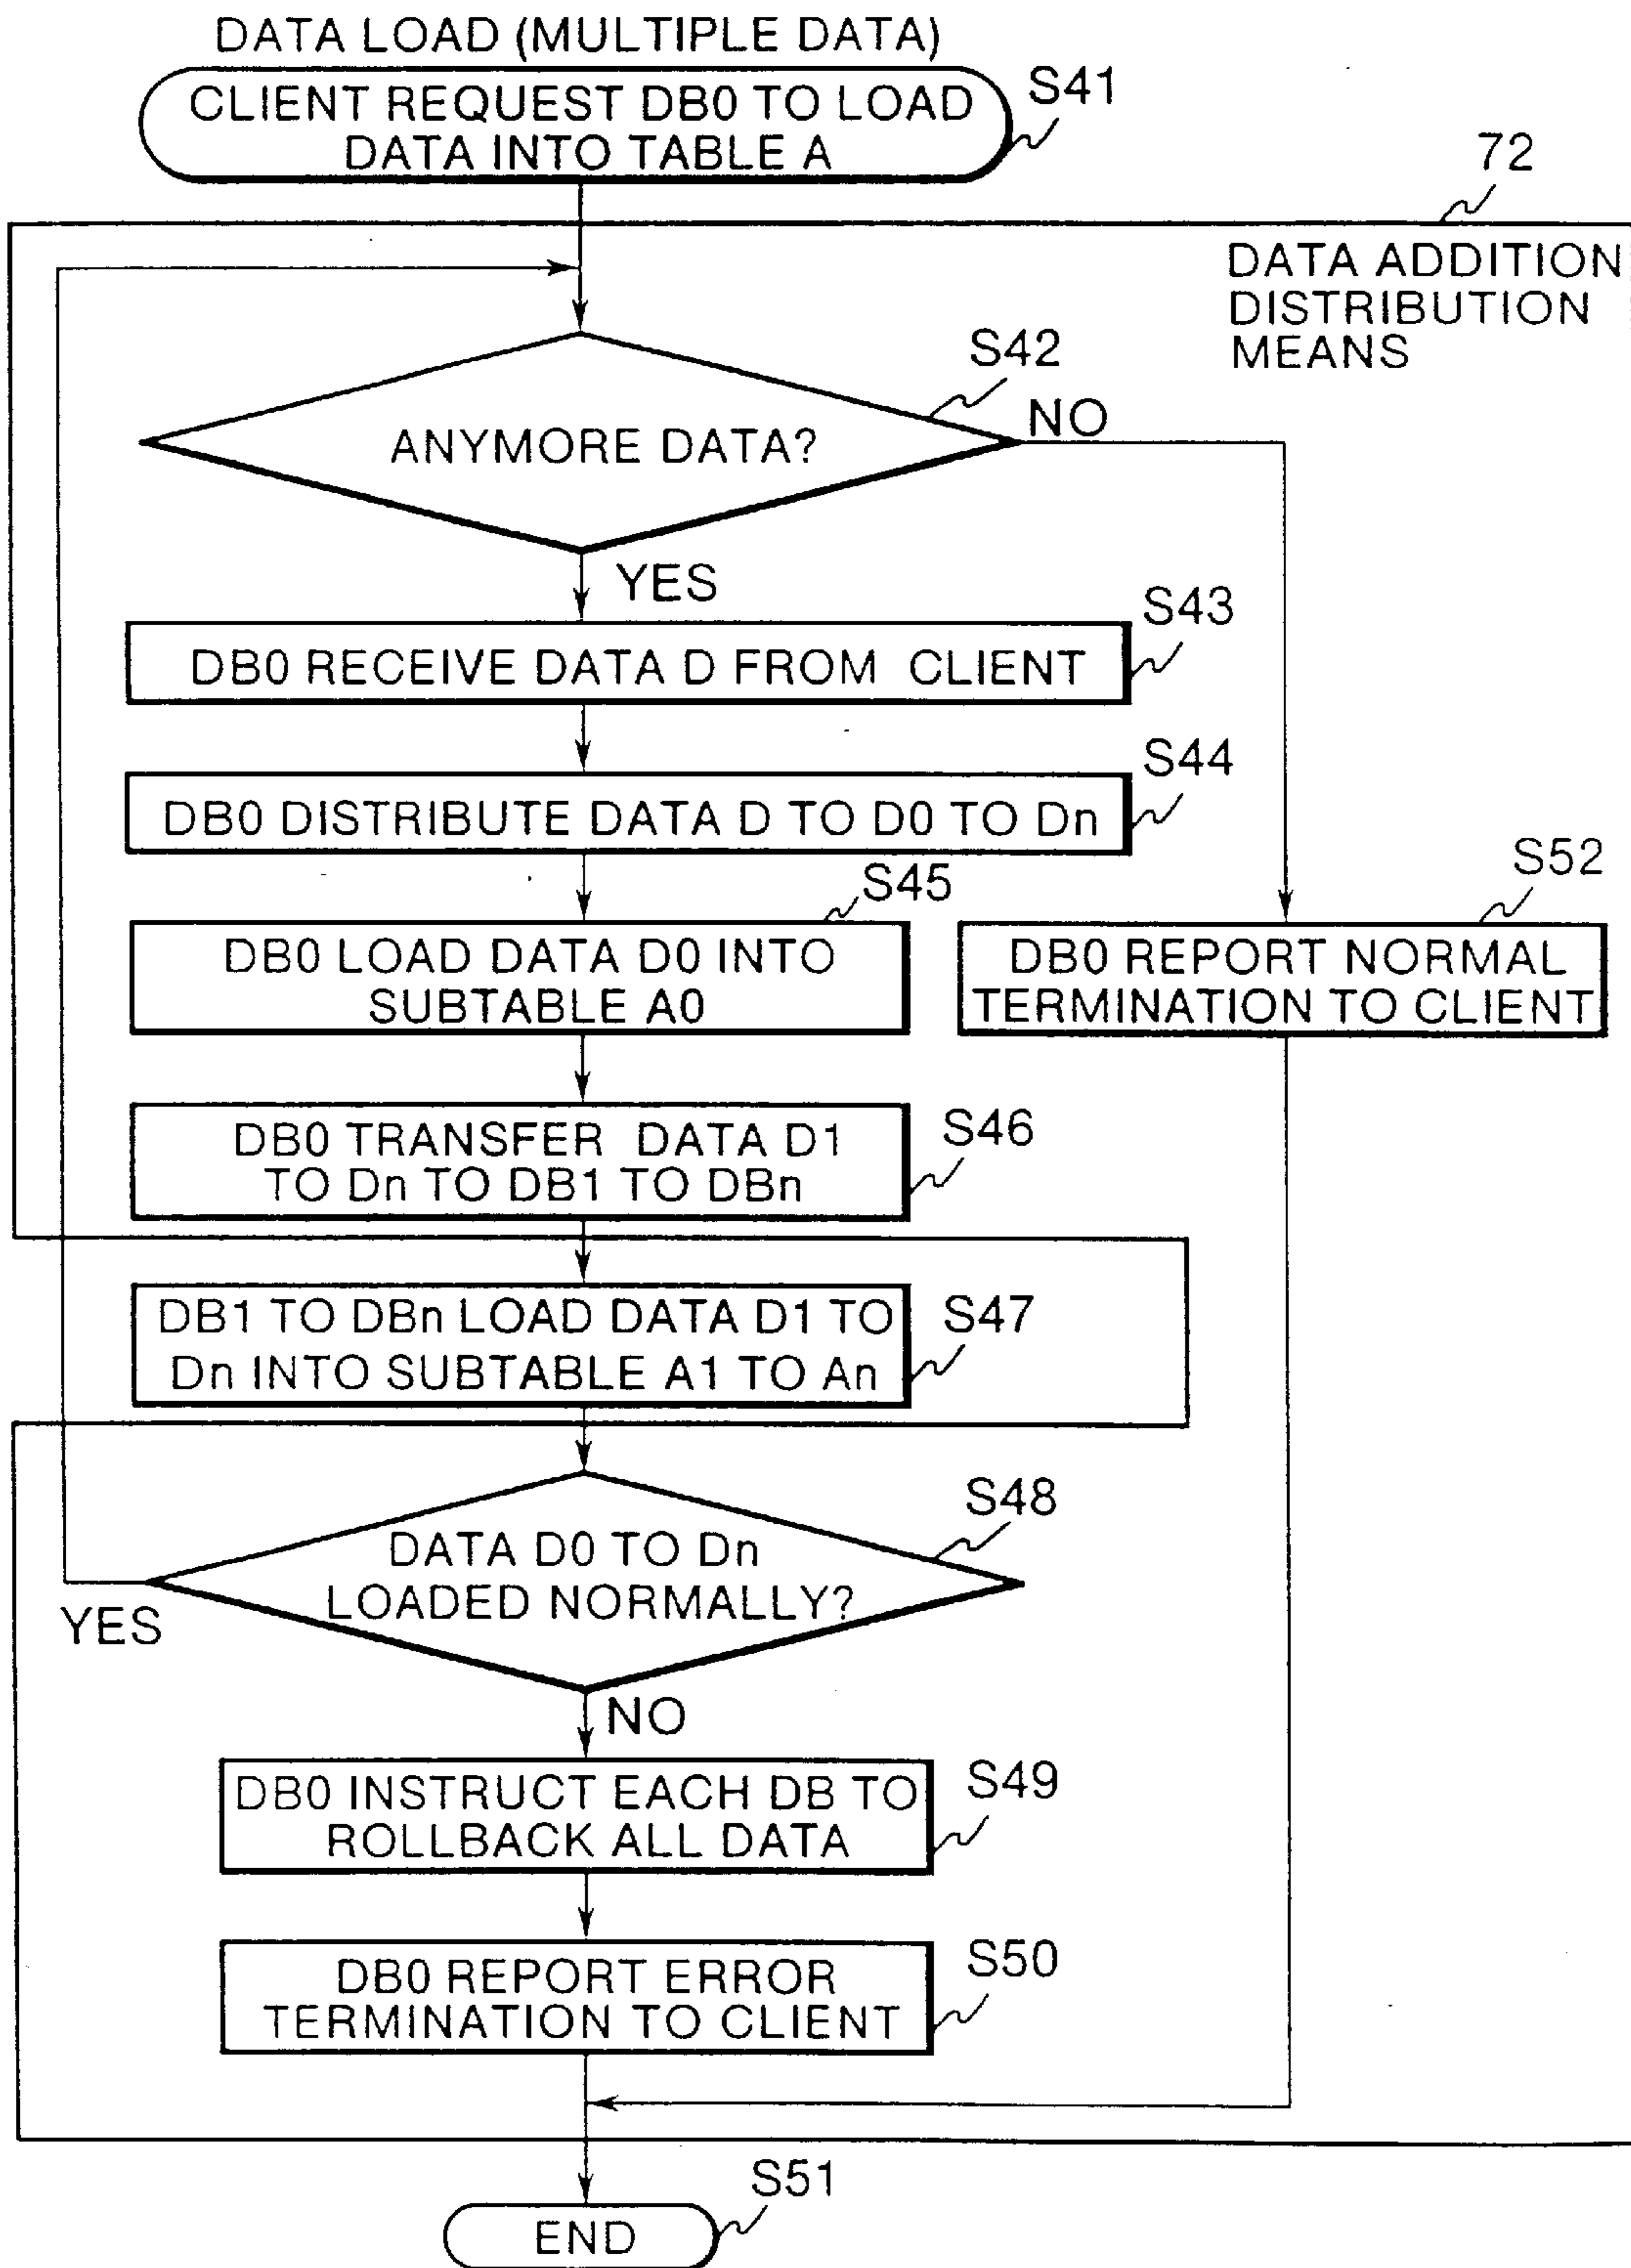 DATA LOAD (MULTIPLE DATA)
CLIENT REQUEST DB0 TO LOAD
DATA INTO TABLE A
S41
72
DATA ADDITION
DISTRIBUTION
MEANS
S42
ANYMORE DATA?
NO
YES
S43
DB0 RECEIVE DATA D FROM CLIENT
S44
DB0 DISTRIBUTE DATA D TO D0 TO Dn
S45
DB0 LOAD DATA D0 INTO
SUBTABLE A0
S52
DB0 REPORT NORMAL
TERMINATION TO CLIENT
DB0 TRANSFER DATA D1
TO Dn TO DB1 TO DBn
S46
DB1 TO DBn LOAD DATA D1 TO
Dn INTO SUBTABLE A1 TO An
S47
S48
DATA D0 TO Dn
LOADED NORMALLY?
YES
NO
DB0 INSTRUCT EACH DB TO
ROLLBACK ALL DATA
S49
DB0 REPORT ERROR
TERMINATION TO CLIENT
S50
S51
END